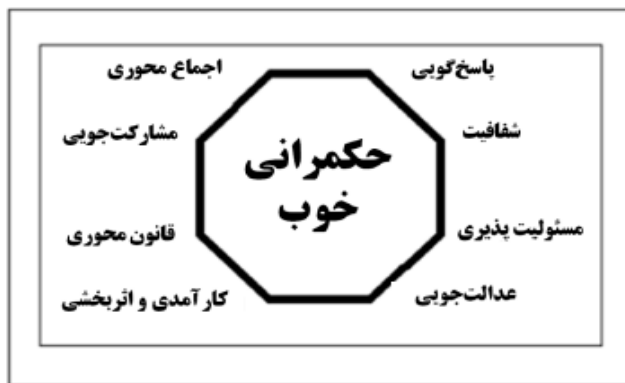 پاسخ‌گویی
اجماع محوری
شفافیت
مشارکت‌جویی
حکمرانی
خوب
مسئولیت پذیری
قانون محوری
عدالت‌جویی
کارآمدی و اثربخشی